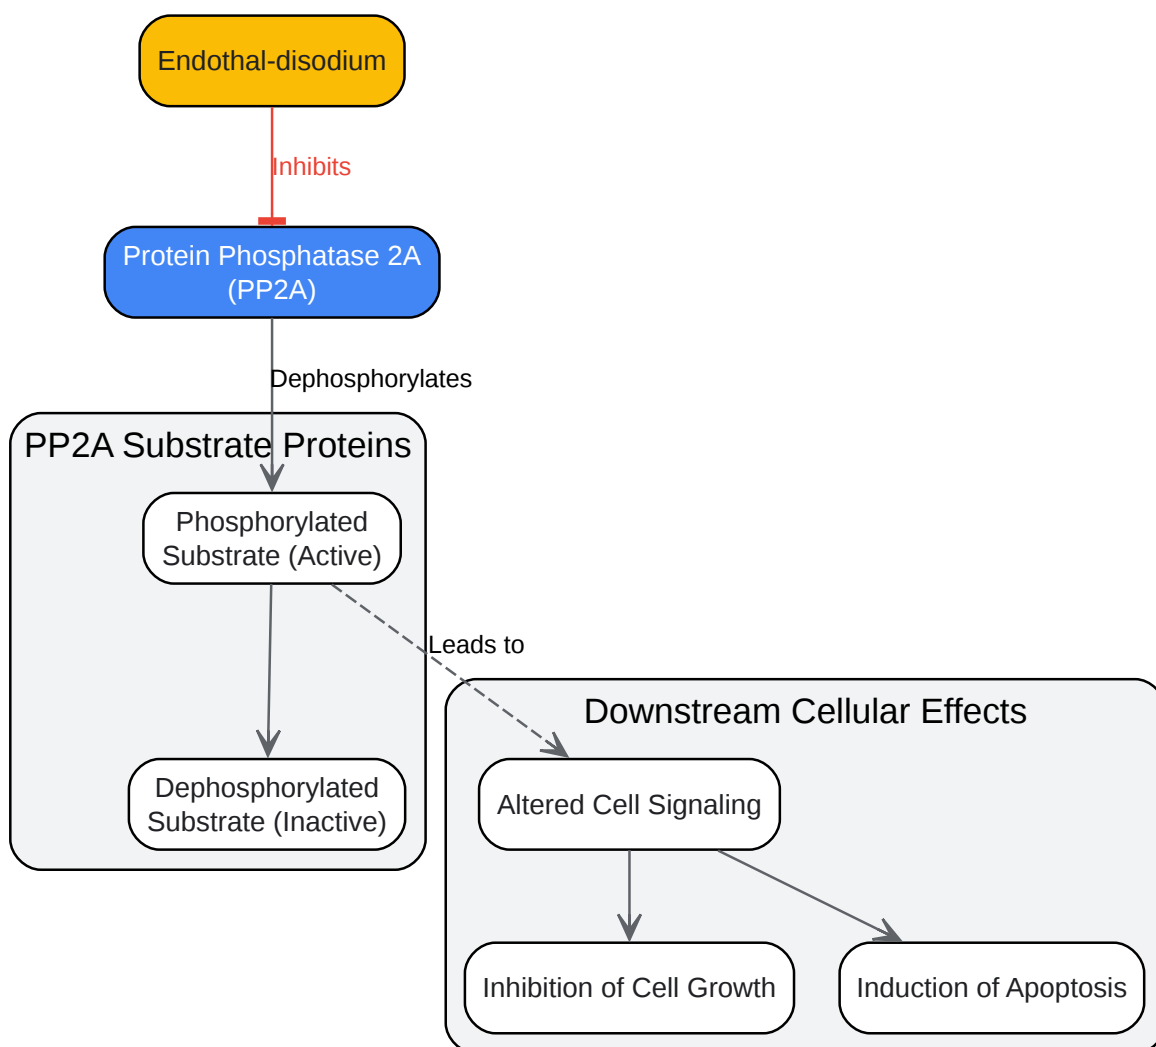 Endothal-disodium
Inhibits
Protein Phosphatase 2A
(PP2A)
Dephosphorylates
PP2A Substrate Proteins
Phosphorylated
Substrate (Active)
Leads to
Dephosphorylated
Substrate (Inactive)
Downstream Cellular Effects
Altered Cell Signaling
Inhibition of Cell Growth
Induction of Apoptosis